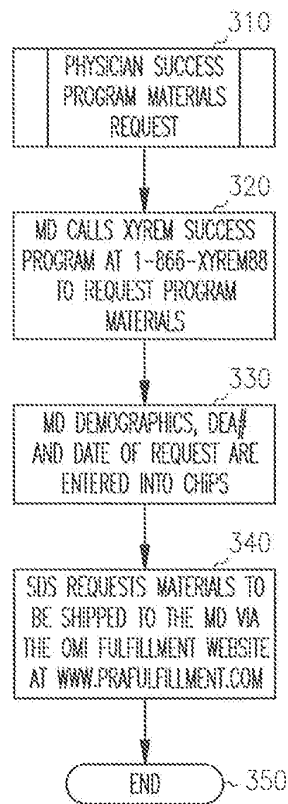 310
PHYSICIAN SUCCESS
PROGRAM MATERIALS
REQUEST
320
MD CALLS XYREM SUCCESS
PROGRAM AT 1-866-XYREM88
TO REQUEST PROGRAM
MATERIALS
330
MD DEMOGRAPHICS, DEA#
AND DATE OF REQUEST ARE
ENTERED INTO CHIPS
340
SDS REQUESTS MATERIALS TO
BE SHIPPED TO THE MD VIA
THE OMI FULFILLMENT WEBSITE
AT WWW.PRAFULFILLMENT.COM
END
350